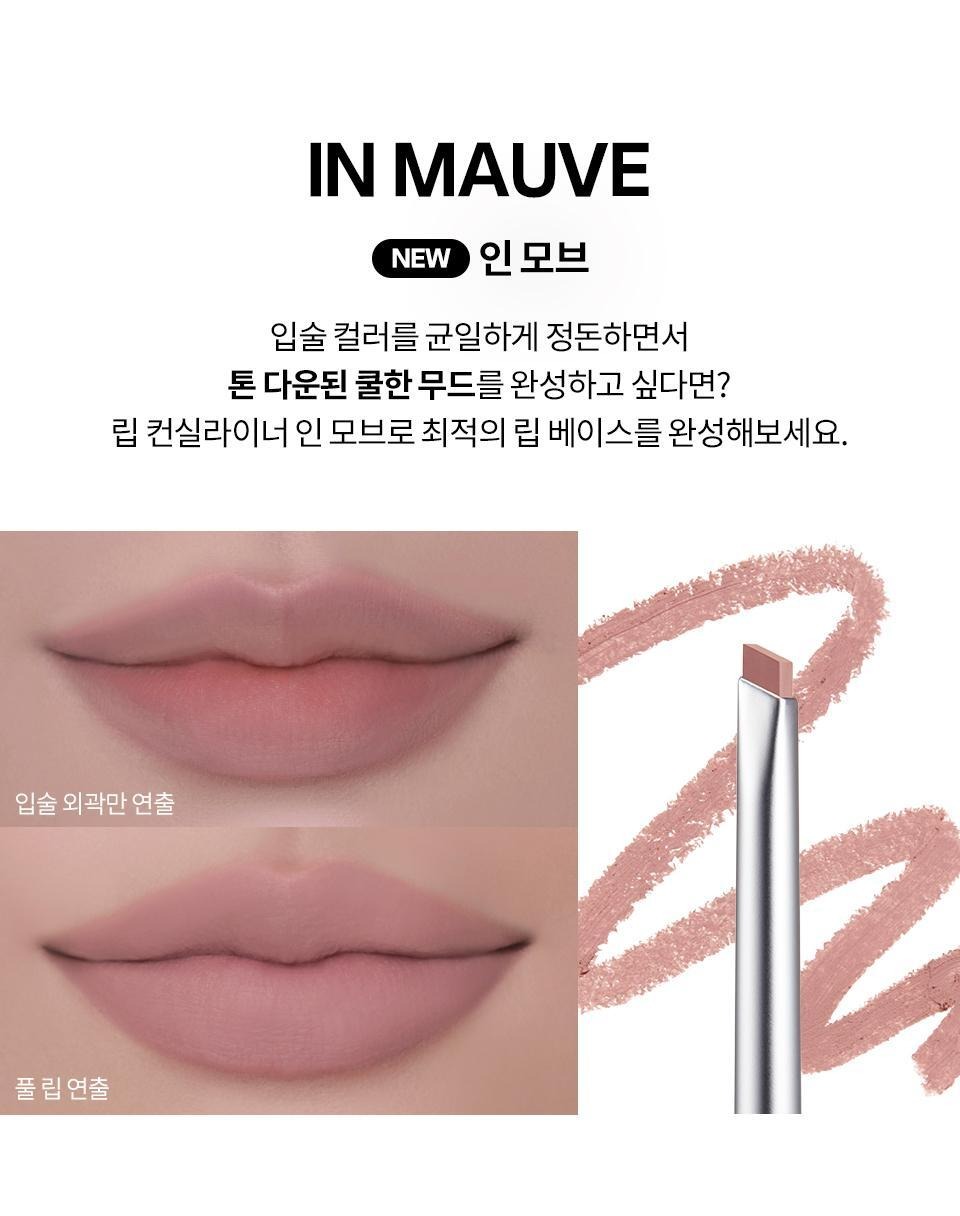 IN MAUVE
NEW 인 모브
입술 컬러를 균일하게 정돈하면서
톤 다운된 쿨한 무드를 완성하고 싶다면?
립 컨실라이너 인 모브로 최적의 립 베이스를 완성해보세요.
입술 외곽만 연출
풀 립 연출